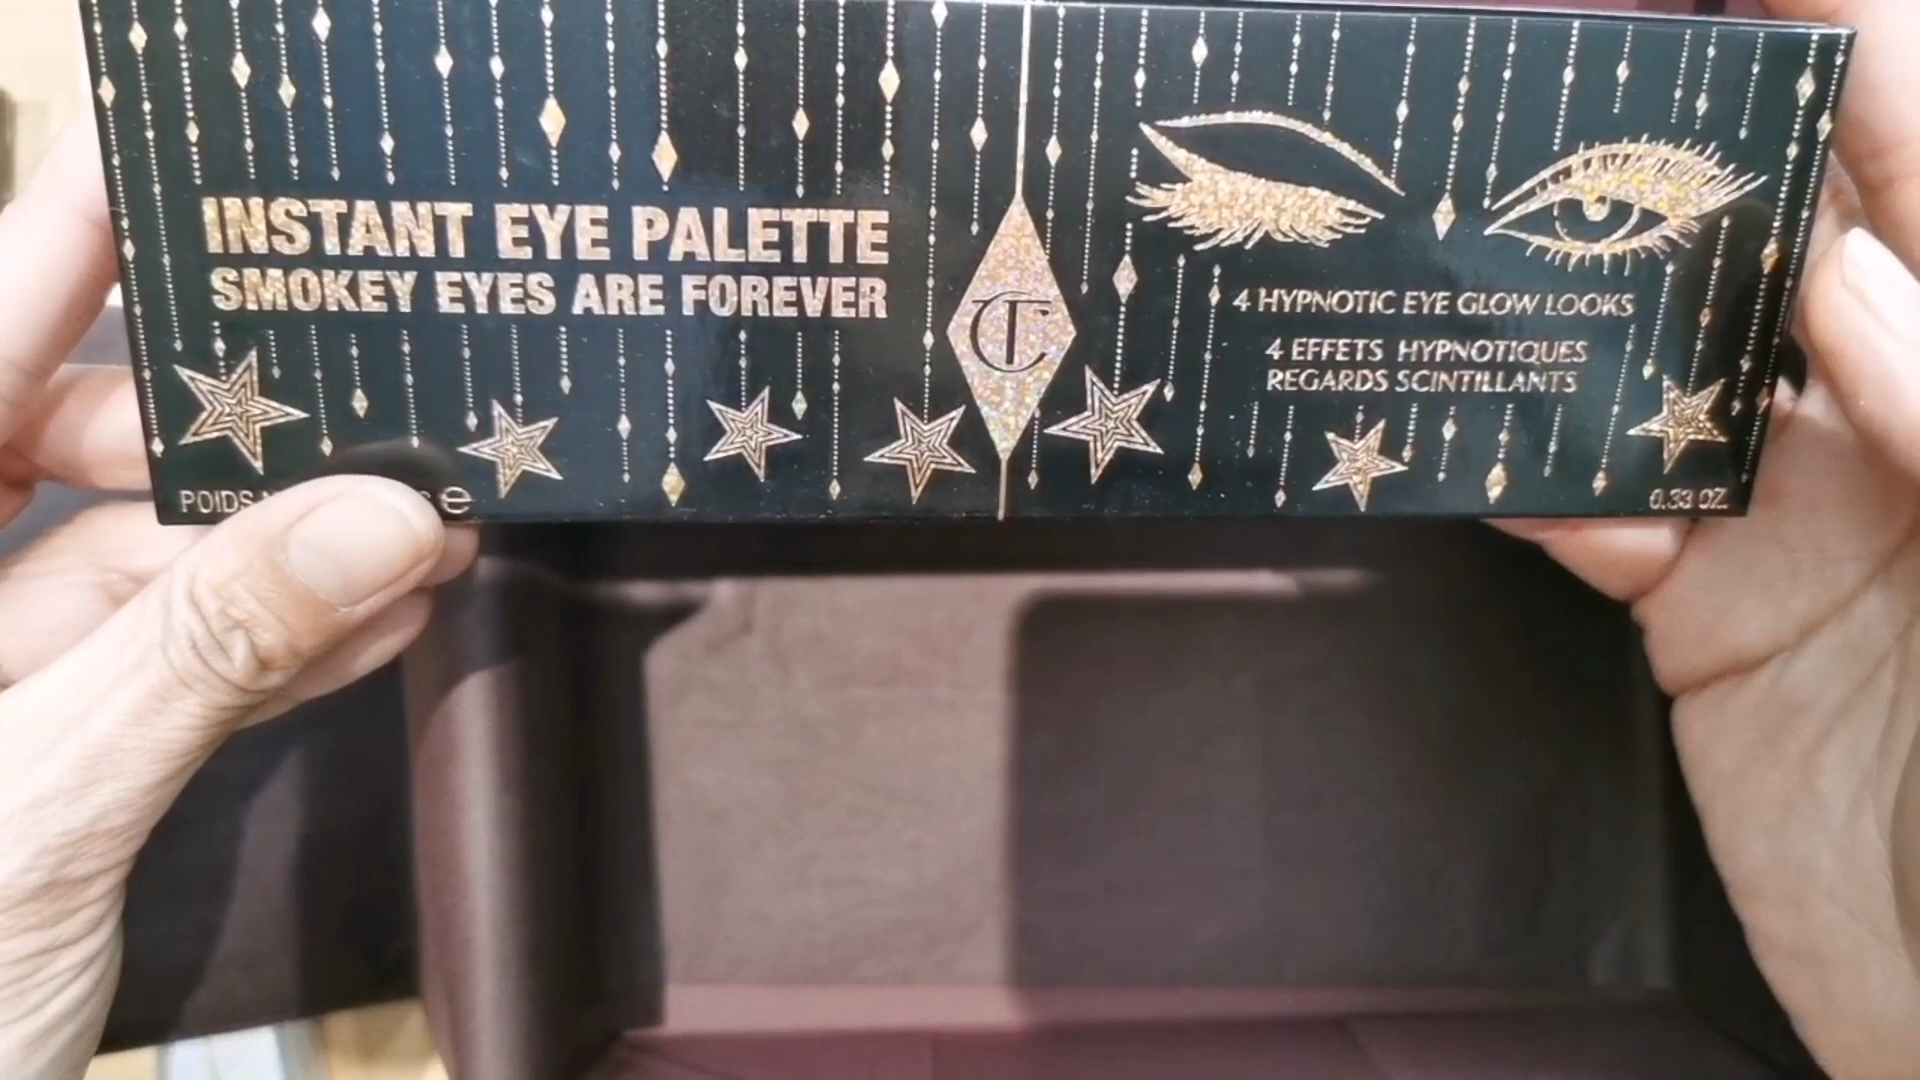 INSTANT EYE PALETTE
SMOKEY EYES ARE FOREVER
CT
4 HYPNOTIC EYE GLOW LOOKS
4 EFFETS HYPNOTIQUES
REGARDS SCINTILLANTS
POIDS e
0.33 OZ.